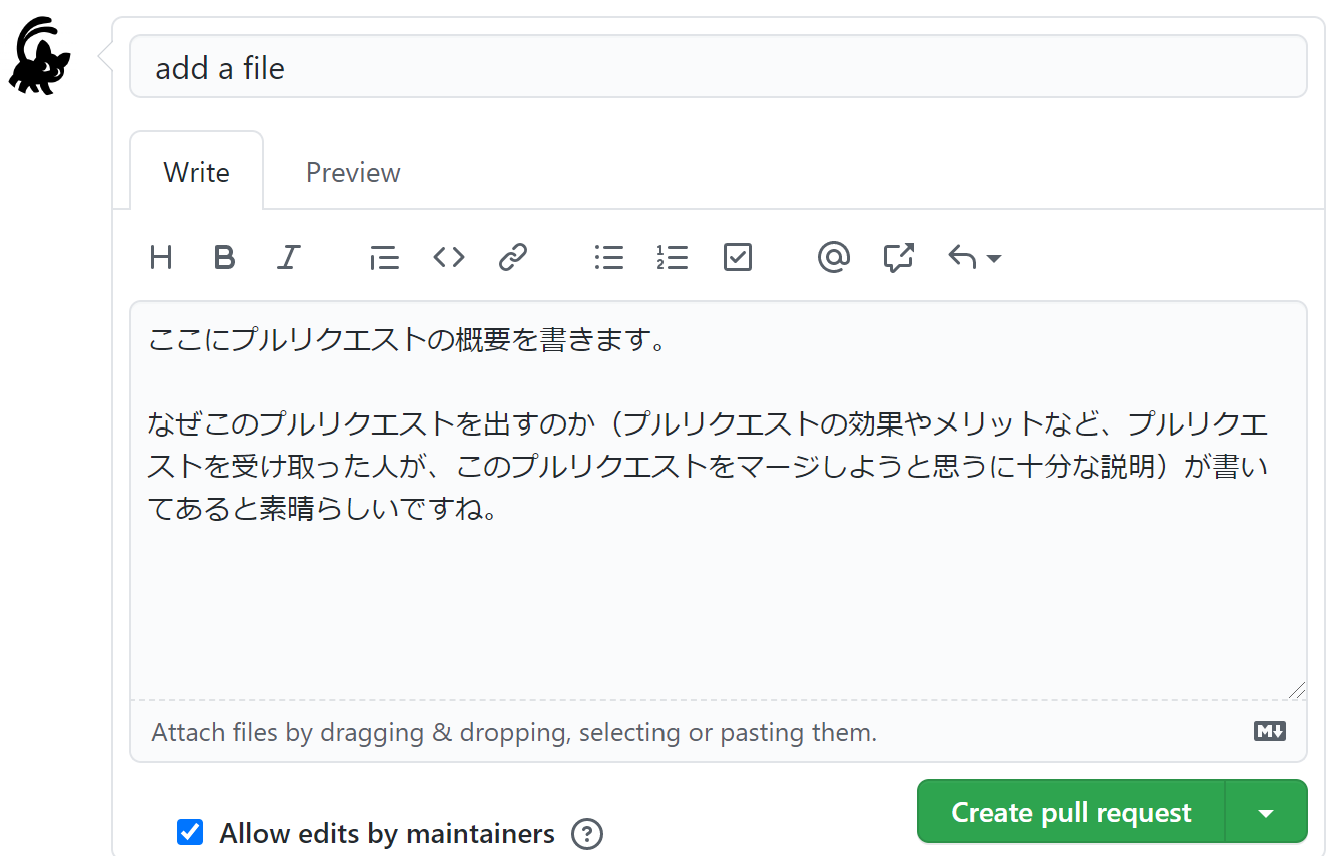 add a file
Write Preview
H B I
ここにプルリクエストの概要を書きます。
なぜこのプルリクエストを出すのか（プルリクエストの効果やメリットなど、プルリクエ
ストを受け取った人が、このプルリクエストをマージしようと思うに十分な説明）が書い
てあると素晴らしいですね。
Attach files by dragging & dropping, selecting or pasting them.
Create pull request
Allow edits by maintainers